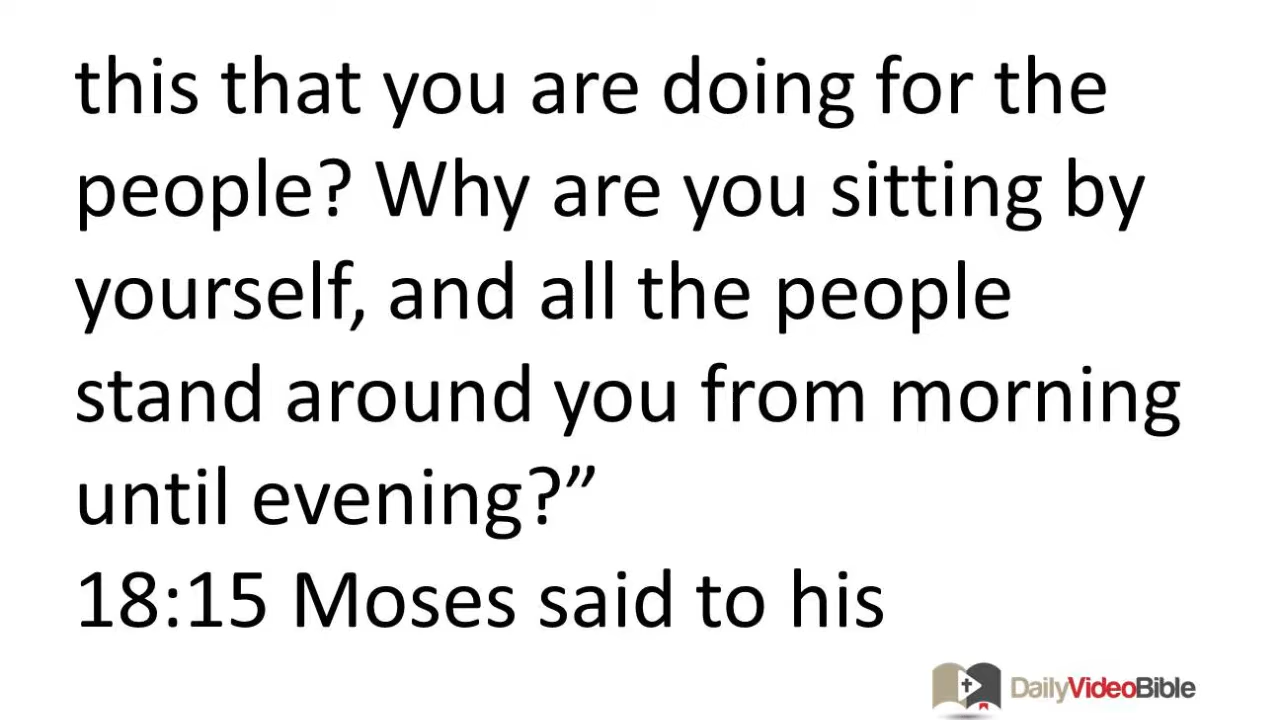 this that you are doing for the
people? Why are you sitting by
yourself, and all the people
stand around you from morning
until evening?”
18:15 Moses said to his
DailyVideoBible